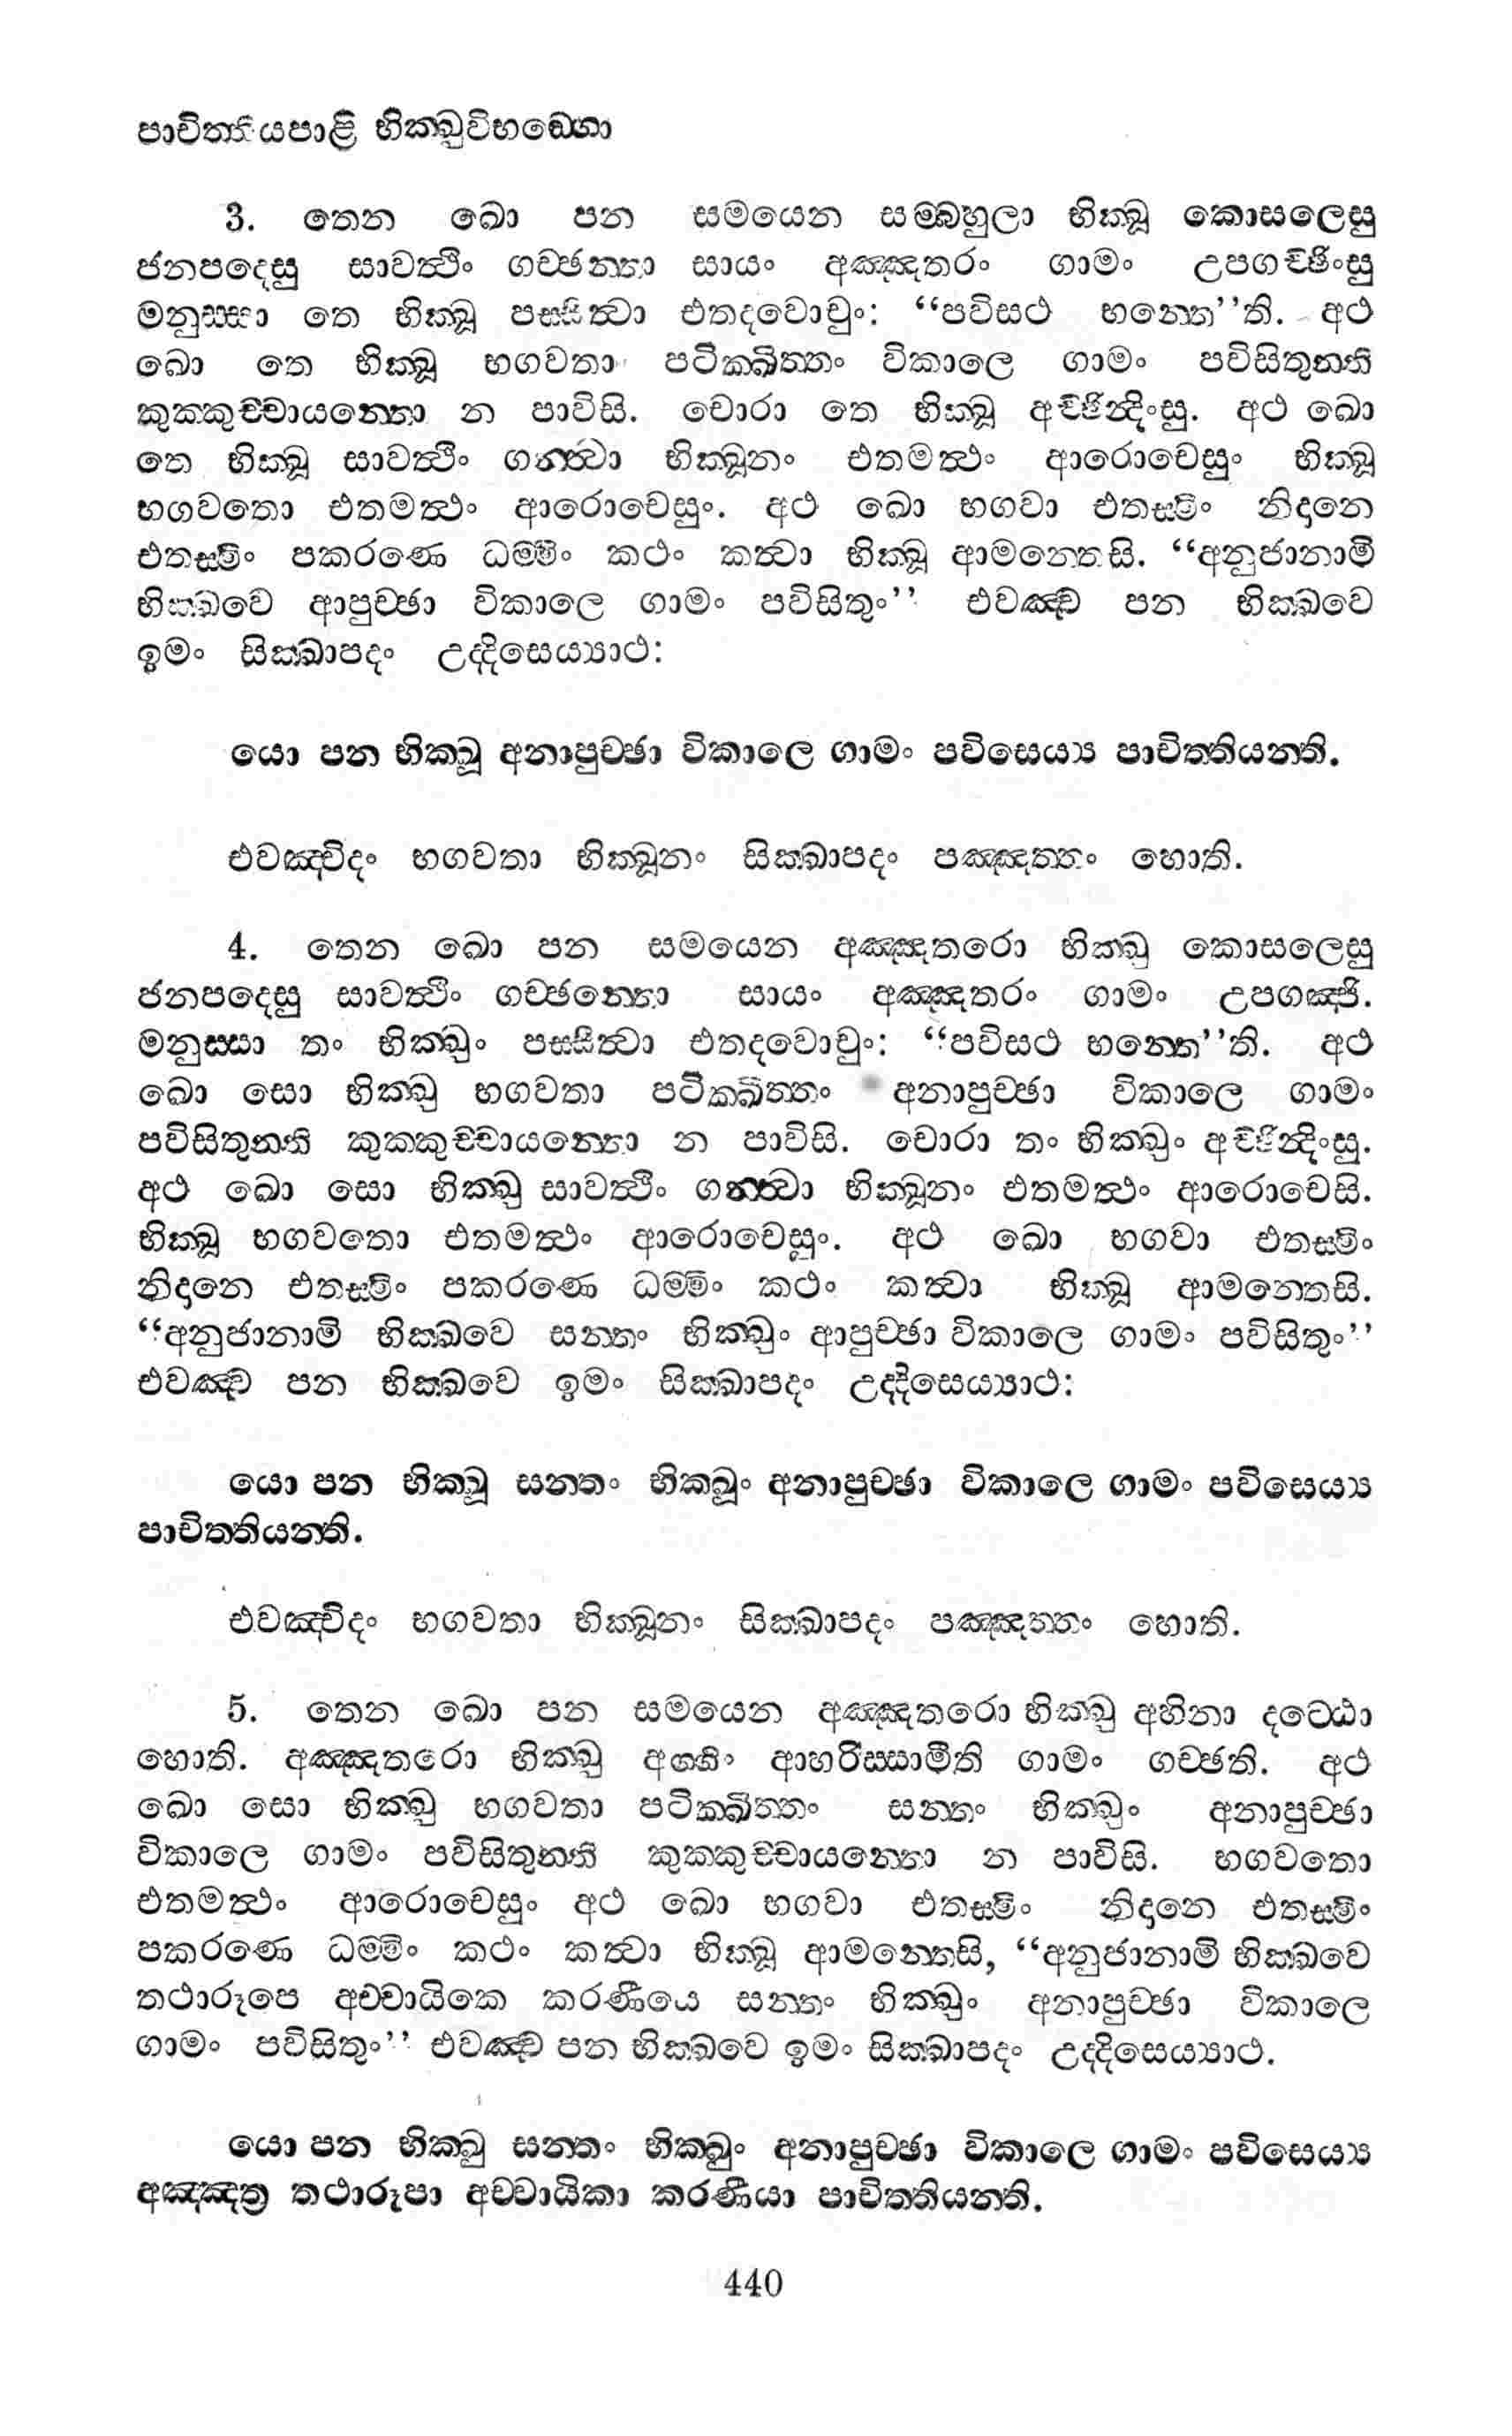 පාචිත්තියපාළි භික්ඛුවිභඞ්ගො
3. තෙන ඛො පන සමයෙන සම්බහුලා භික්ඛූ කොසලෙසු
ජනපදෙසු සාවත්ථිං ගච්ඡන්තා සායං අඤ්ඤතරං ගාමං උපගච්ඡිංසු
මනුස්සා තෙ භික්ඛූ පස්සිත්වා එතදවොචුං: “පවිසථ භන්තෙ”ති. අථ
ඛො තෙ භික්ඛූ භගවතා පටික්ඛිත්තං විකාලෙ ගාමං පවිසිතුන්ති
කුක්කුච්චායන්තො න පාවිසි. චොරා තෙ භික්ඛූ අච්ඡින්දිංසු. අථ ඛො
තෙ භික්ඛූ සාවත්ථිං ගන්ත්වා භික්ඛූනං එතමත්ථං ආරොචෙසුං භික්ඛූ
භගවතො එතමත්ථං ආරොචෙසුං. අථ ඛො භගවා එතස්මිං නිදානෙ
එතස්මිං පකරණෙ ධම්මිං කථං කත්වා භික්ඛූ ආමන්තෙසි. “අනුජානාමි
භික්ඛවෙ ආපුච්ඡා විකාලෙ ගාමං පවිසිතුං” එවඤ්ච පන භික්ඛවෙ
ඉමං සික්ඛාපදං උද්දිසෙය්‍යාථ:
යො පන භික්ඛූ අනාපුච්ඡා විකාලෙ ගාමං පවිසෙය්‍ය පාචිත්තියන්ති.
එවඤ්චිදං භගවතා භික්ඛූනං සික්ඛාපදං පඤ්ඤත්තං හොති.
4. තෙන ඛො පන සමයෙන අඤ්ඤතරො භික්ඛු කොසලෙසු
ජනපදෙසු සාවත්ථිං ගච්ඡන්තො සායං අඤ්ඤතරං ගාමං උපගඤ්ජි.
මනුස්සා තං භික්ඛුං පස්සිත්වා එතදවොචුං: “පවිසථ භන්තෙ”ති. අථ
ඛො සො භික්ඛු භගවතා පටික්ඛිත්තං අනාපුච්ඡා විකාලෙ ගාමං
පවිසිතුන්ති කුක්කුච්චායන්තො න පාවිසි. චොරා තං භික්ඛුං අච්ඡින්දිංසු.
අථ ඛො සො භික්ඛු සාවත්ථිං ගන්ත්වා භික්ඛූනං එතමත්ථං ආරොචෙසි.
භික්ඛූ භගවතො එතමත්ථං ආරොචෙසුං. අථ ඛො භගවා එතස්මිං
නිදානෙ එතස්මිං පකරණෙ ධම්මිං කථං කත්වා භික්ඛූ ආමන්තෙසි.
“අනුජානාමි භික්ඛවෙ සන්තං භික්ඛුං ආපුච්ඡා විකාලෙ ගාමං පවිසිතුං”
එවඤ්ච පන භික්ඛවෙ ඉමං සික්ඛාපදං උද්දිසෙය්‍යාථ:
යො පන භික්ඛූ සන්තං භික්ඛූං අනාපුච්ඡා විකාලෙ ගාමං පවිසෙය්‍ය
පාචිත්තියන්ති.
එවඤ්චිදං භගවතා භික්ඛූනං සික්ඛාපදං පඤ්ඤත්තං හොති.
5. තෙන ඛො පන සමයෙන අඤ්ඤතරො භික්ඛු අහිනා දට්ඨො
හොති. අඤ්ඤතරො භික්ඛු අග්ගිං ආහරිස්සාමීති ගාමං ගච්ඡති. අථ
ඛො සො භික්ඛු භගවතා පටික්ඛිත්තං සන්තං භික්ඛුං අනාපුච්ඡා
විකාලෙ ගාමං පවිසිතුන්ති කුක්කුච්චායන්තො න පාවිසි. භගවතො
එතමත්ථං ආරොචෙසුං අථ ඛො භගවා එතස්මිං නිදානෙ එතස්මිං
පකරණෙ ධම්මිං කථං කත්වා භික්ඛූ ආමන්තෙසි, “අනුජානාමි භික්ඛවෙ
තථාරූපෙ අච්චායිකෙ කරණීයෙ සන්තං භික්ඛුං අනාපුච්ඡා විකාලෙ
ගාමං පවිසිතුං” එවඤ්ච පන භික්ඛවෙ ඉමං සික්ඛාපදං උද්දිසෙය්‍යාථ.
යො පන භික්ඛු සන්තං භික්ඛුං අනාපුච්ඡා විකාලෙ ගාමං පවිසෙය්‍ය
අඤ්ඤත්‍ර තථාරූපා අච්චායිකා කරණීයා පාචිත්තියන්ති.
440